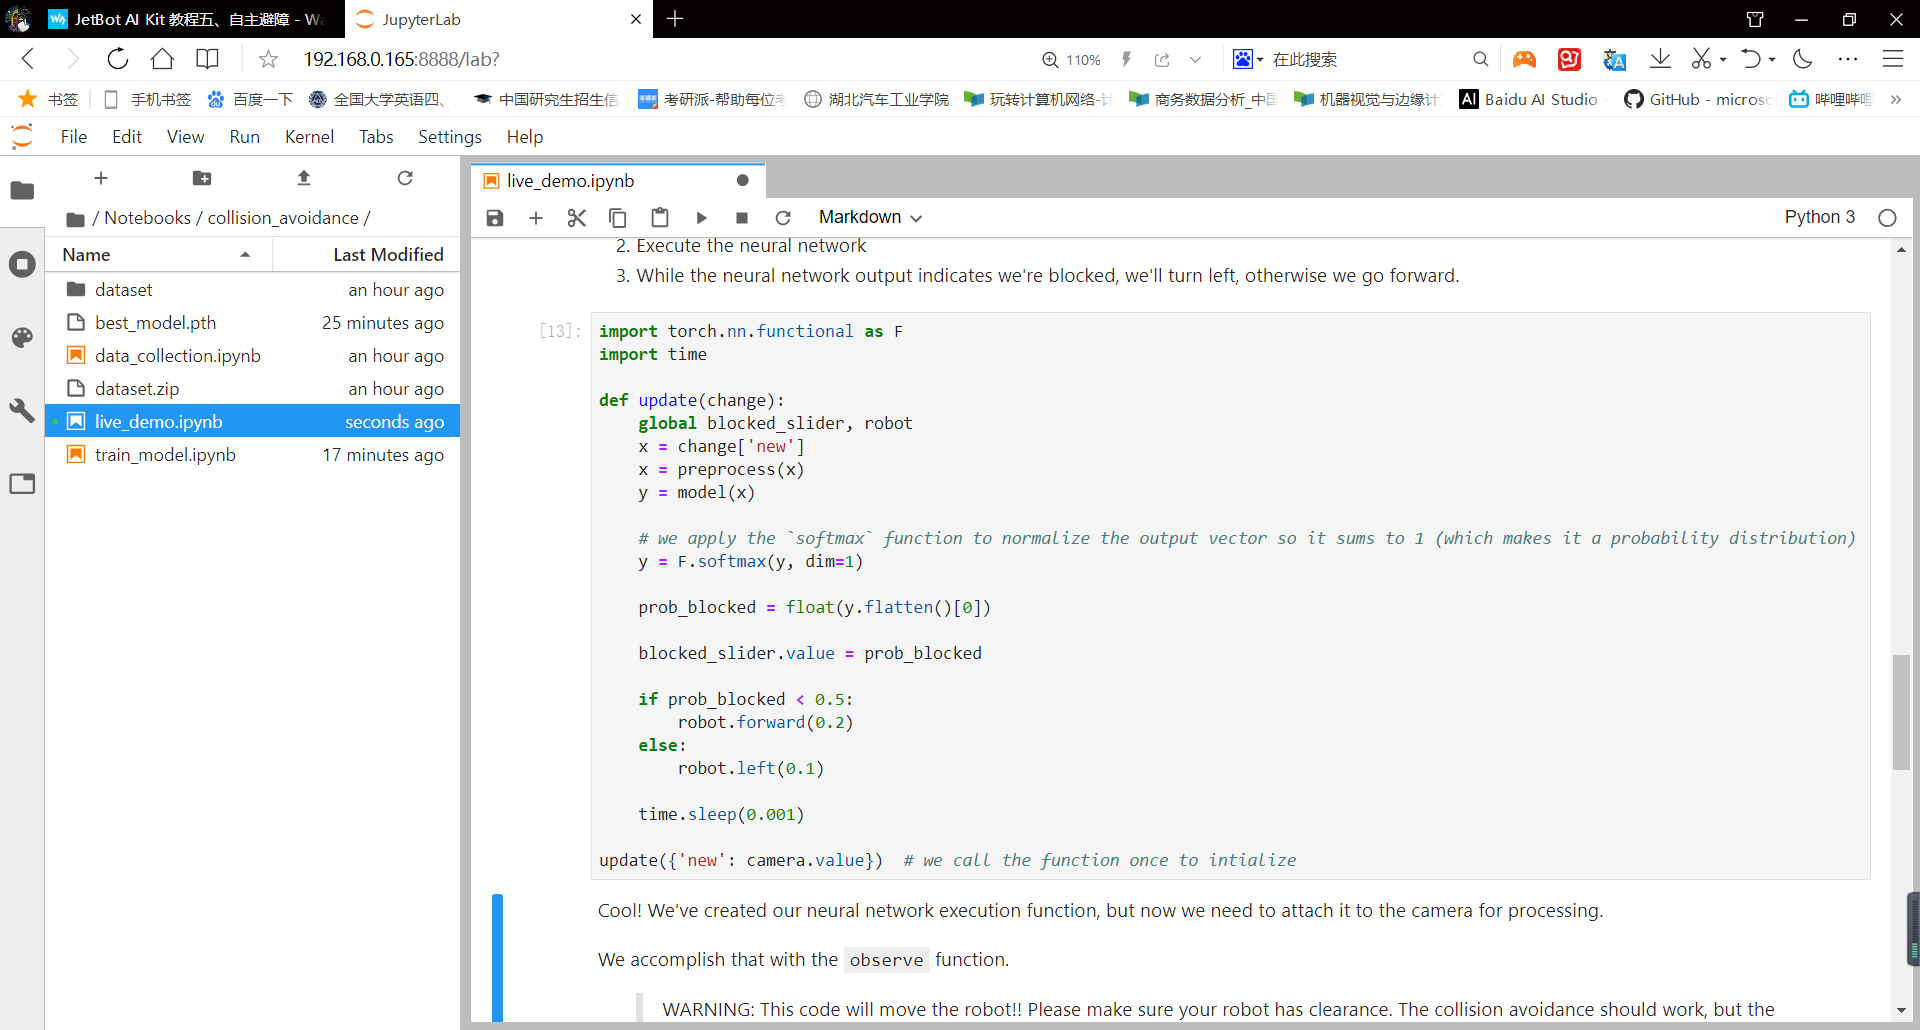 JetBot AI Kit 教程五、自主避障 - Wa
JupyterLab
192.168.0.165:8888/lab?
110%
在此搜索
书签
手机书签
百度一下
全国大学英语四、
中国研究生招生信
考研派-帮助每位考
湖北汽车工业学院
玩转计算机网络-计
商务数据分析_中国
机器视觉与边缘计
AI Baidu AI Studio
GitHub - microsc
哔哩哔哩
File Edit View Run Kernel Tabs Settings Help
/ Notebooks / collision_avoidance /
Name Last Modified
dataset an hour ago
best_model.pth 25 minutes ago
data_collection.ipynb an hour ago
dataset.zip an hour ago
live_demo.ipynb seconds ago
train_model.ipynb 17 minutes ago
live_demo.ipynb
Markdown
Python 3
2. Execute the neural network
3. While the neural network output indicates we're blocked, we'll turn left, otherwise we go forward.
[13]:
import torch.nn.functional as F
import time
def update(change):
global blocked_slider, robot
x = change['new']
x = preprocess(x)
y = model(x)
# we apply the `softmax` function to normalize the output vector so it sums to 1 (which makes it a probability distribution)
y = F.softmax(y, dim=1)
prob_blocked = float(y.flatten()[0])
blocked_slider.value = prob_blocked
if prob_blocked < 0.5:
robot.forward(0.2)
else:
robot.left(0.1)
time.sleep(0.001)
update({'new': camera.value})  # we call the function once to intialize
Cool! We've created our neural network execution function, but now we need to attach it to the camera for processing.
We accomplish that with the observe function.
WARNING: This code will move the robot!! Please make sure your robot has clearance. The collision avoidance should work, but the